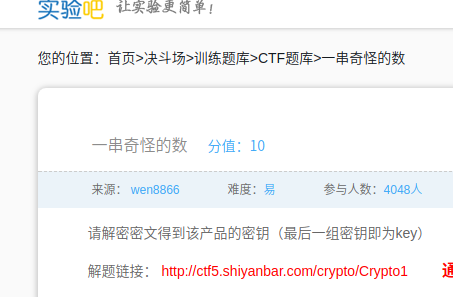 实验吧 让实验更简单!
您的位置：首页>决斗场>训练题库>CTF题库>一串奇怪的数
一串奇怪的数 分值：10
来源： wen8866 难度：易 参与人数：4048人
请解密密文得到该产品的密钥（最后一组密钥即为key）
解题链接： http://ctf5.shiyanbar.com/crypto/Crypto1 通